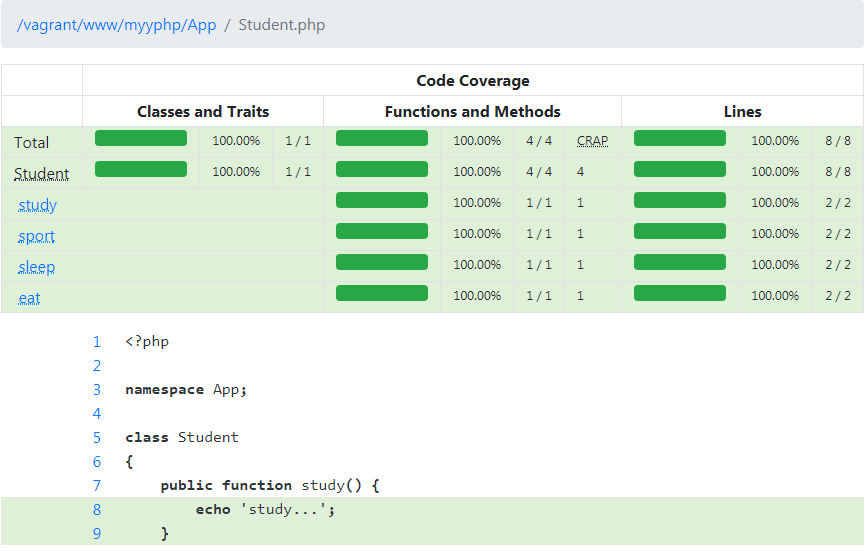 /vagrant/www/myyphp/App / Student.php
Code Coverage
Classes and Traits Functions and Methods Lines
Total 100.00% 1 / 1 100.00% 4 / 4 CRAP 100.00% 8 / 8
Student 100.00% 1 / 1 100.00% 4 / 4 4 100.00% 8 / 8
study 100.00% 1 / 1 1 100.00% 2 / 2
sport 100.00% 1 / 1 1 100.00% 2 / 2
sleep 100.00% 1 / 1 1 100.00% 2 / 2
eat 100.00% 1 / 1 1 100.00% 2 / 2
1 <?php
2
3 namespace App;
4
5 class Student
6 {
7 public function study() {
8 echo 'study...';
9 }